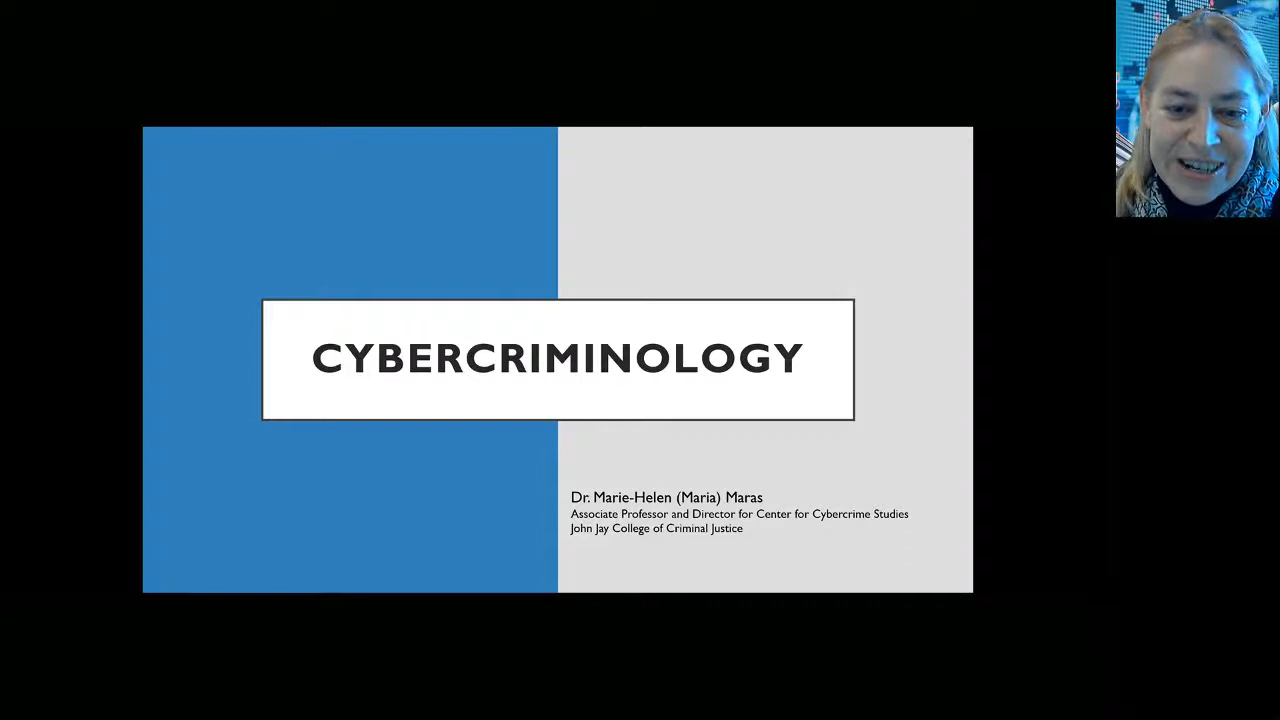 CYBERCRIMINOLOGY
Dr. Marie-Helen (Maria) Maras
Associate Professor and Director for Center for Cybercrime Studies
John Jay College of Criminal Justice